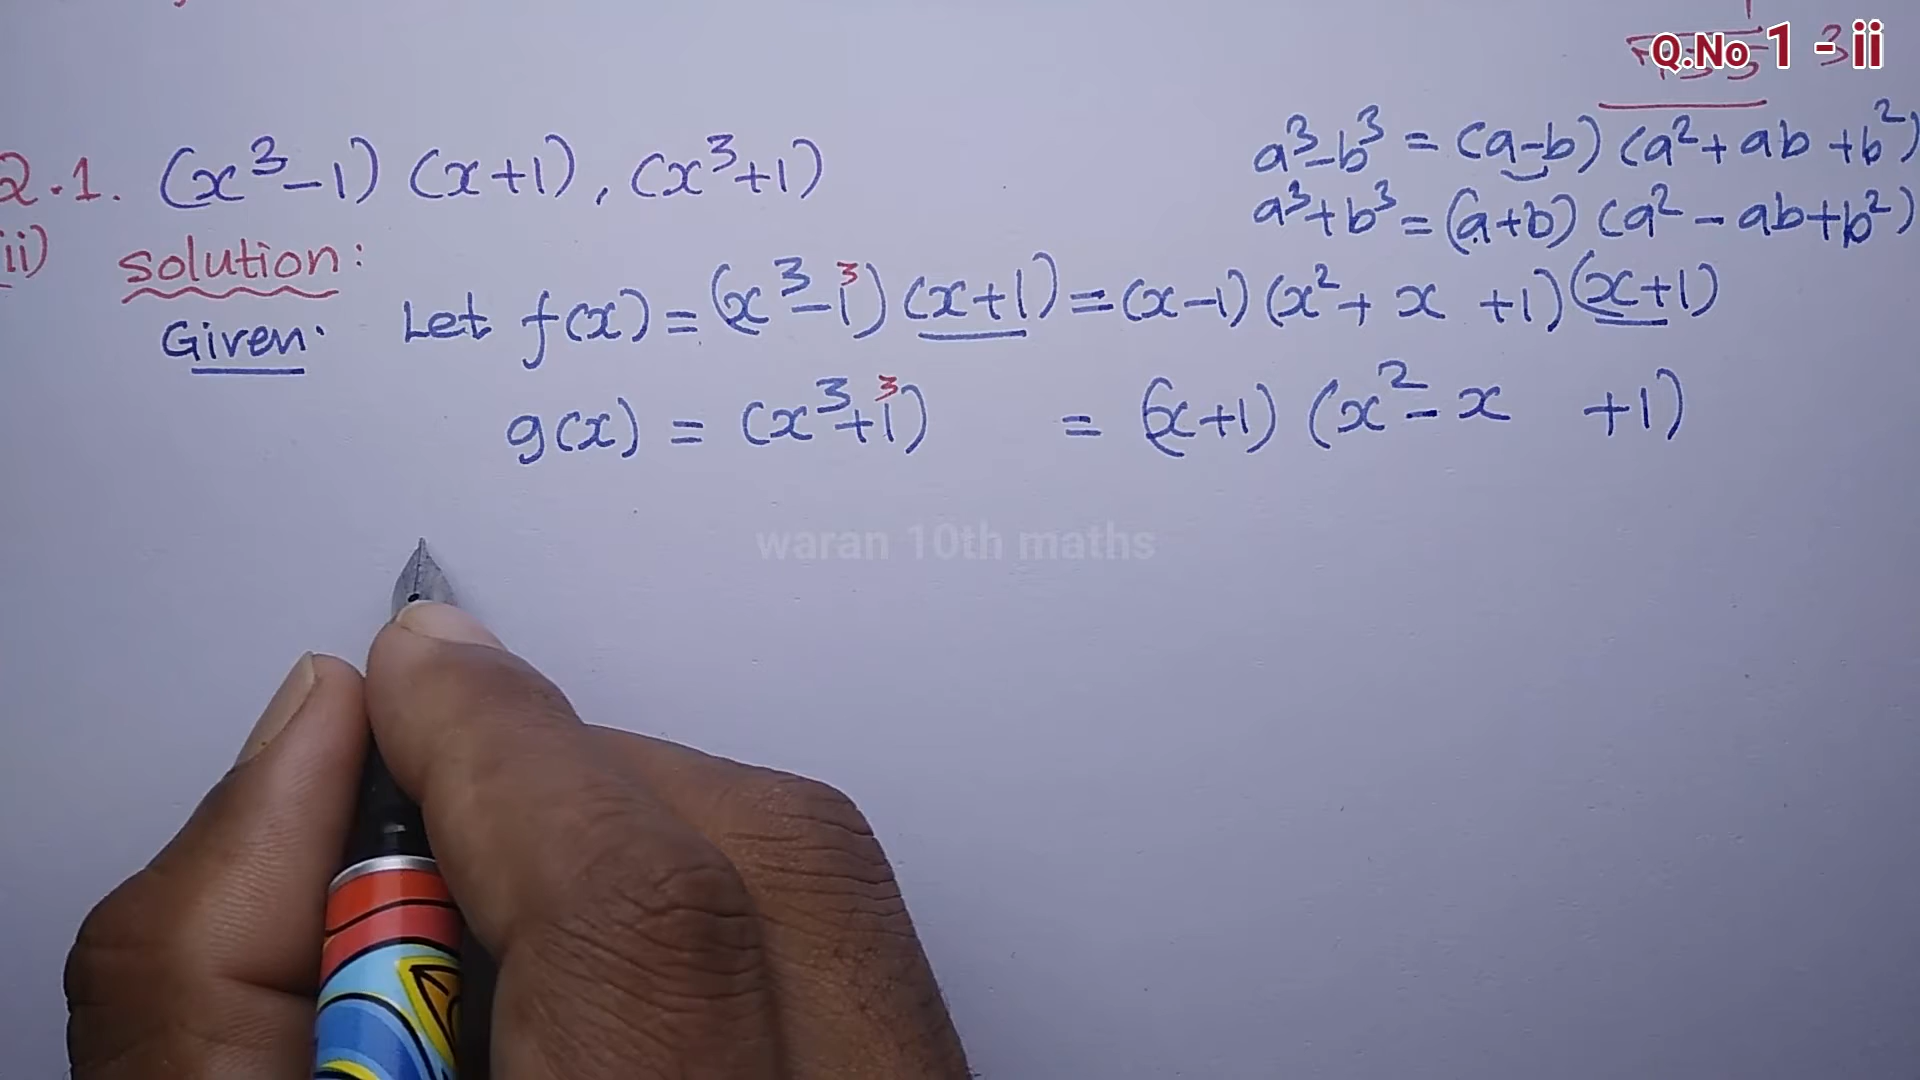 Q.No 1 - ii
3
a³-b³ = (a-b) (a²+ ab +b²)
Q.1. (x³-1) (x+1), (x³+1)
a³+b³ = (a+b) (a² - ab+b²)
ii) Solution:
Given: Let f(x) = (x³-1³) (x+1) = (x-1) (x²+ x +1) (x+1)
g(x) = (x³+1³) = (x+1) (x²- x +1)
waran 10th maths